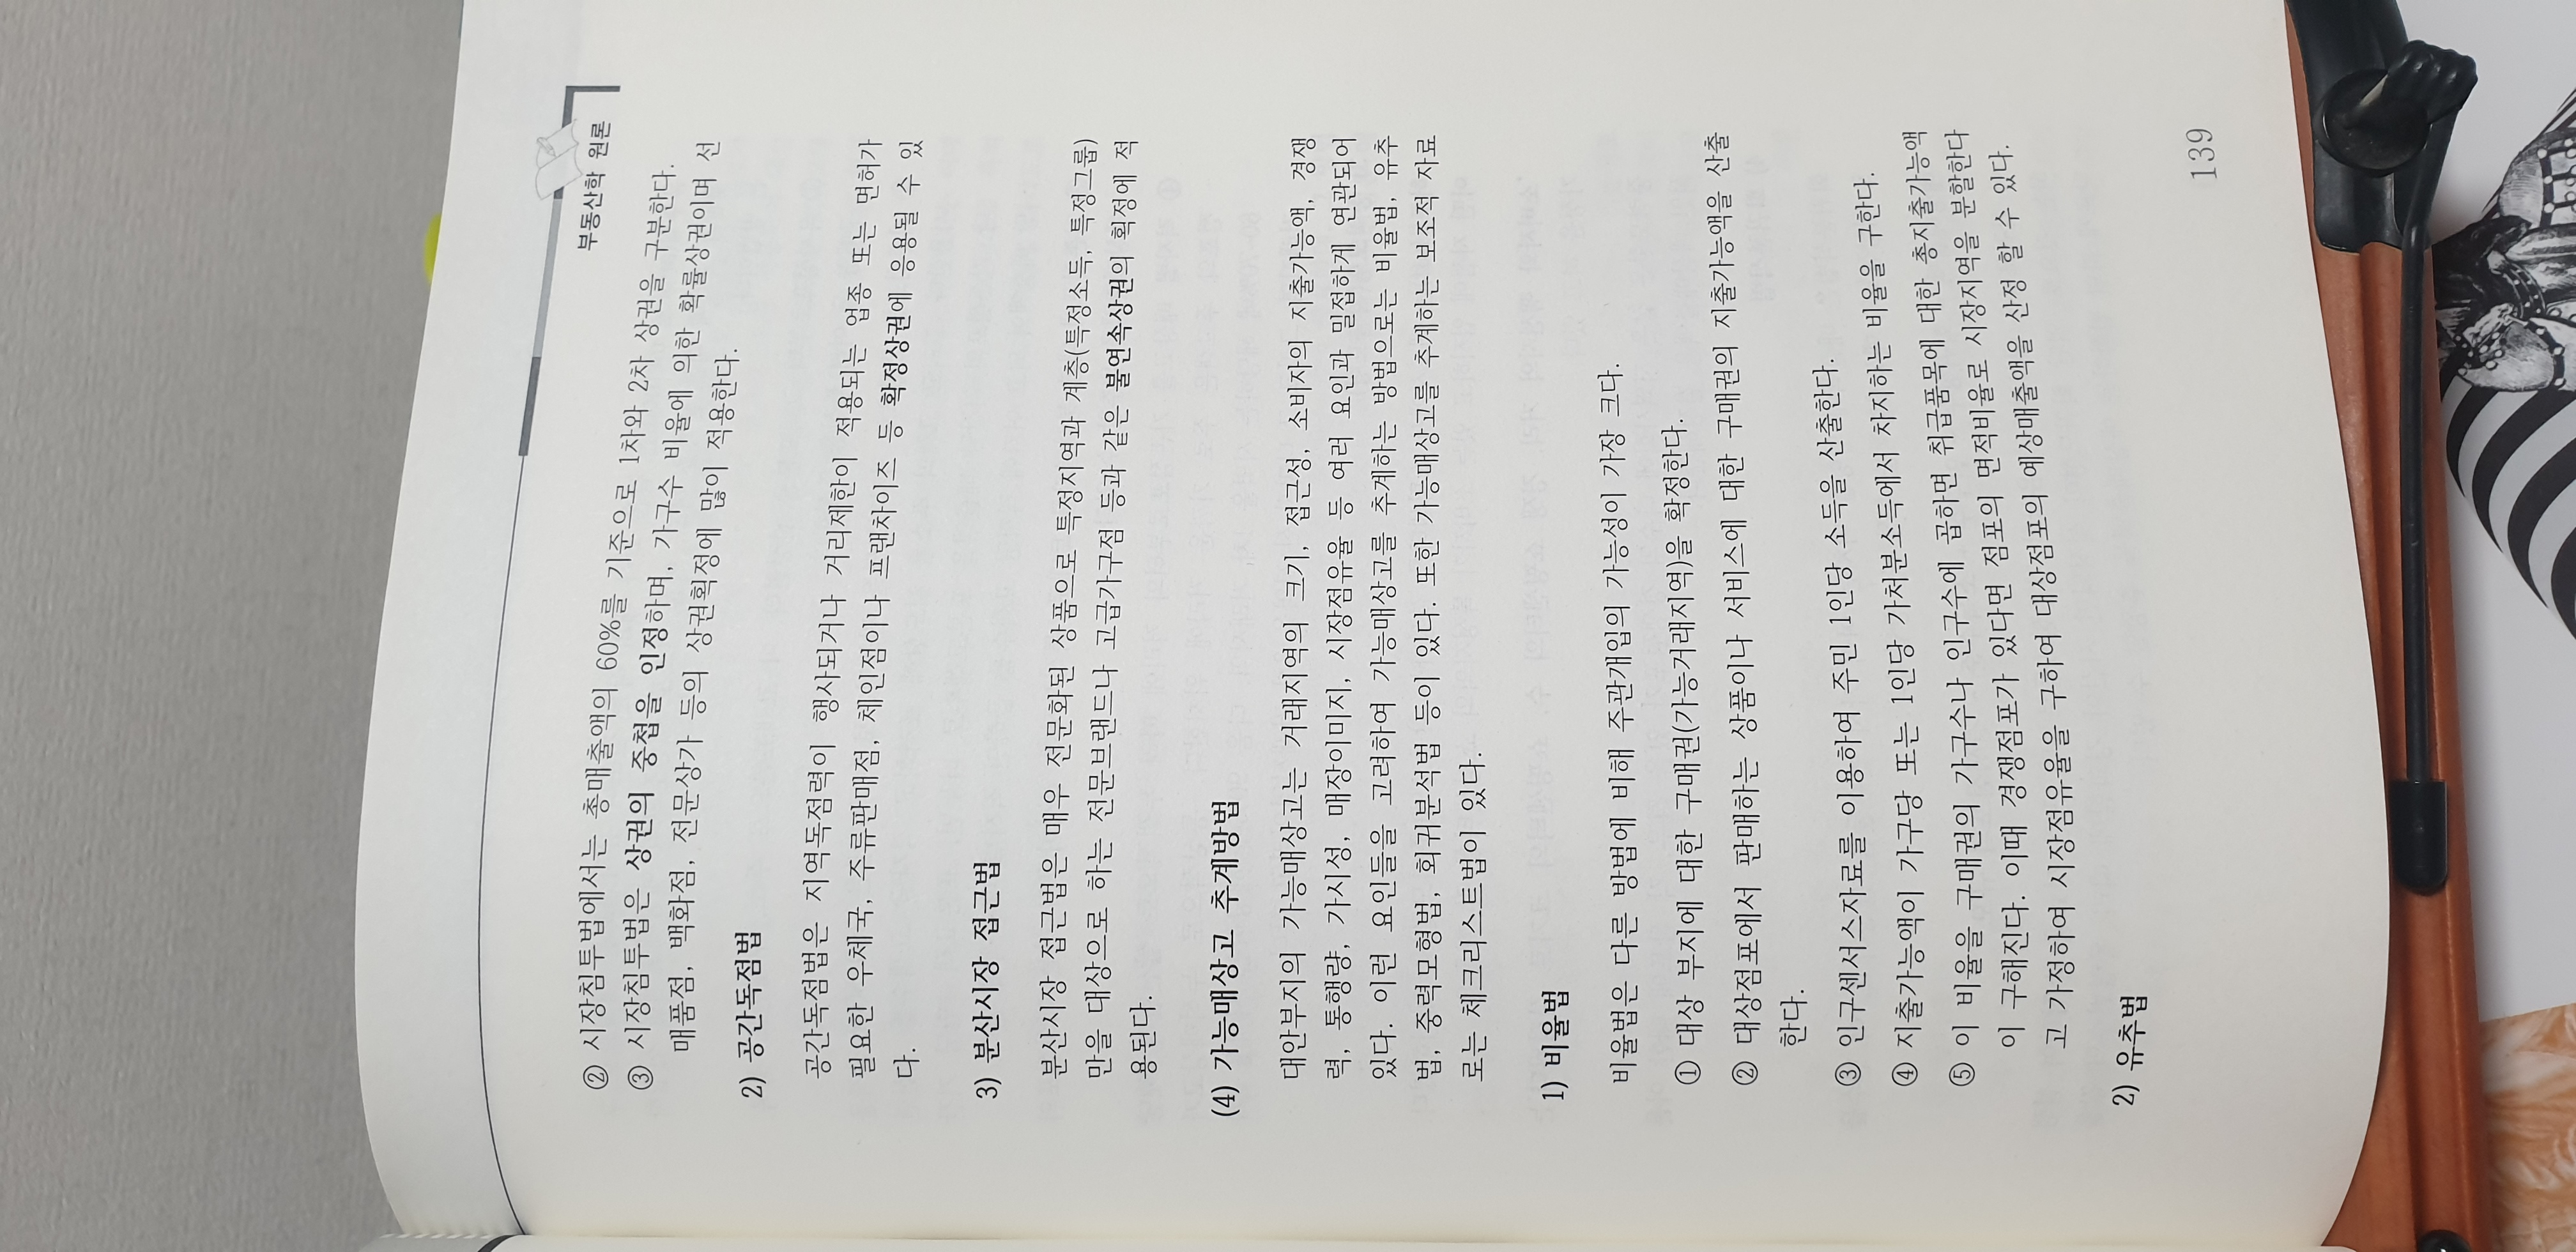 부동산학 원론
② 시장침투법에서는 총매출액의 60%를 기준으로 1차와 2차 상권을 구분한다.
③ 시장침투법은 상권의 중첩을 인정하며, 가구수 비율에 의한 확률상권이며 선
매품점, 백화점, 전문상가 등의 상권획정에 많이 적용한다.
2) 공간독점법
공간독점법은 지역독점력이 행사되거나 거리제한이 적용되는 업종 또는 면허가
필요한 우체국, 주류판매점, 체인점이나 프랜차이즈 등 확정상권에 응용될 수 있
다.
3) 분산시장 접근법
분산시장 접근법은 매우 전문화된 상품으로 특정지역과 계층(특정소득, 특정그룹)
만을 대상으로 하는 전문브랜드나 고급가구점 등과 같은 불연속상권의 획정에 적
용된다.
(4) 가능매상고 추계방법
대안부지의 가능매상고는 거래지역의 크기, 접근성, 소비자의 지출가능액, 경쟁
력, 통행량, 가시성, 매장이미지, 시장점유율 등 여러 요인과 밀접하게 연관되어
있다. 이런 요인들을 고려하여 가능매상고를 추계하는 방법으로는 비율법, 유추
법, 중력모형법, 회귀분석법 등이 있다. 또한 가능매상고를 추계하는 보조적 자료
로는 체크리스트법이 있다.
1) 비율법
비율법은 다른 방법에 비해 주관개입의 가능성이 가장 크다.
① 대상 부지에 대한 구매권(가능거래지역)을 확정한다.
② 대상점포에서 판매하는 상품이나 서비스에 대한 구매권의 지출가능액을 산출
한다.
③ 인구센서스자료를 이용하여 주민 1인당 소득을 산출한다.
④ 지출가능액이 가구당 또는 1인당 가처분소득에서 차지하는 비율을 구한다.
⑤ 이 비율을 구매권의 가구수나 인구수에 곱하면 취급품목에 대한 총지출가능액
이 구해진다. 이때 경쟁점포가 있다면 점포의 면적비율로 시장지역을 분할한다
고 가정하여 시장점유율을 구하여 대상점포의 예상매출액을 산정 할 수 있다.
2) 유추법
139